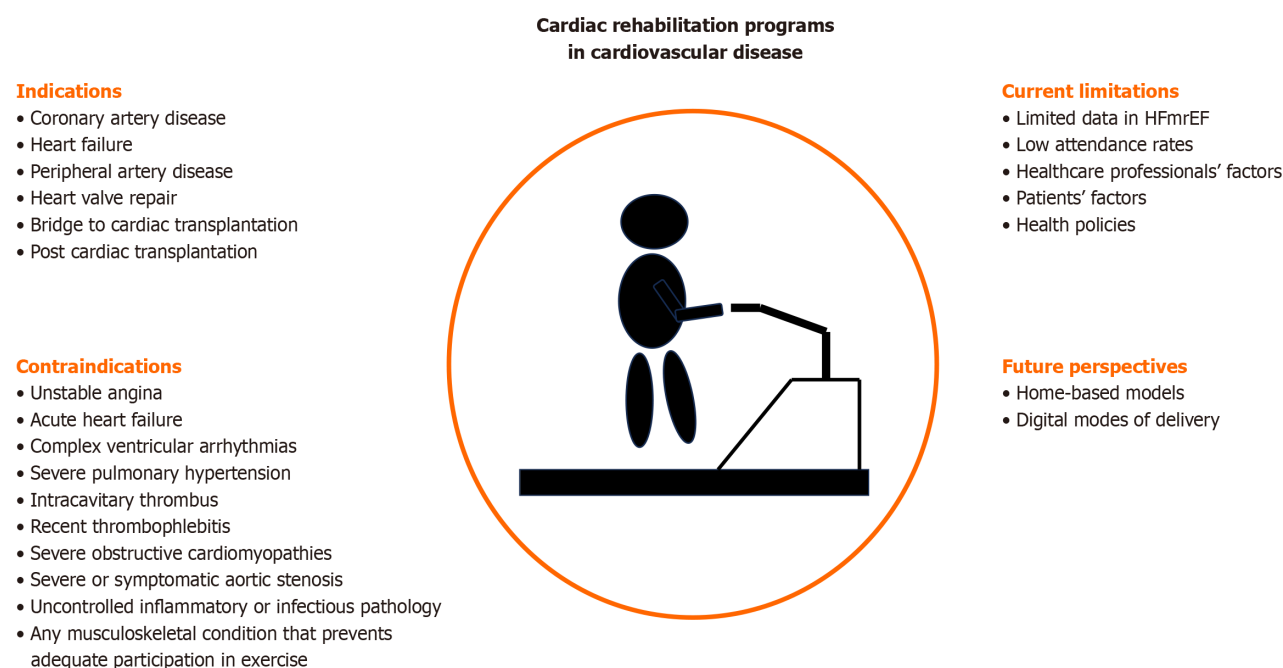 Cardiac rehabilitation programs
in cardiovascular disease
Indications
• Coronary artery disease
• Heart failure
• Peripheral artery disease
• Heart valve repair
• Bridge to cardiac transplantation
• Post cardiac transplantation
Contraindications
• Unstable angina
• Acute heart failure
• Complex ventricular arrhythmias
• Severe pulmonary hypertension
• Intracavitary thrombus
• Recent thrombophlebitis
• Severe obstructive cardiomyopathies
• Severe or symptomatic aortic stenosis
• Uncontrolled inflammatory or infectious pathology
• Any musculoskeletal condition that prevents
adequate participation in exercise
Current limitations
• Limited data in HFmrEF
• Low attendance rates
• Healthcare professionals’ factors
• Patients’ factors
• Health policies
Future perspectives
• Home-based models
• Digital modes of delivery